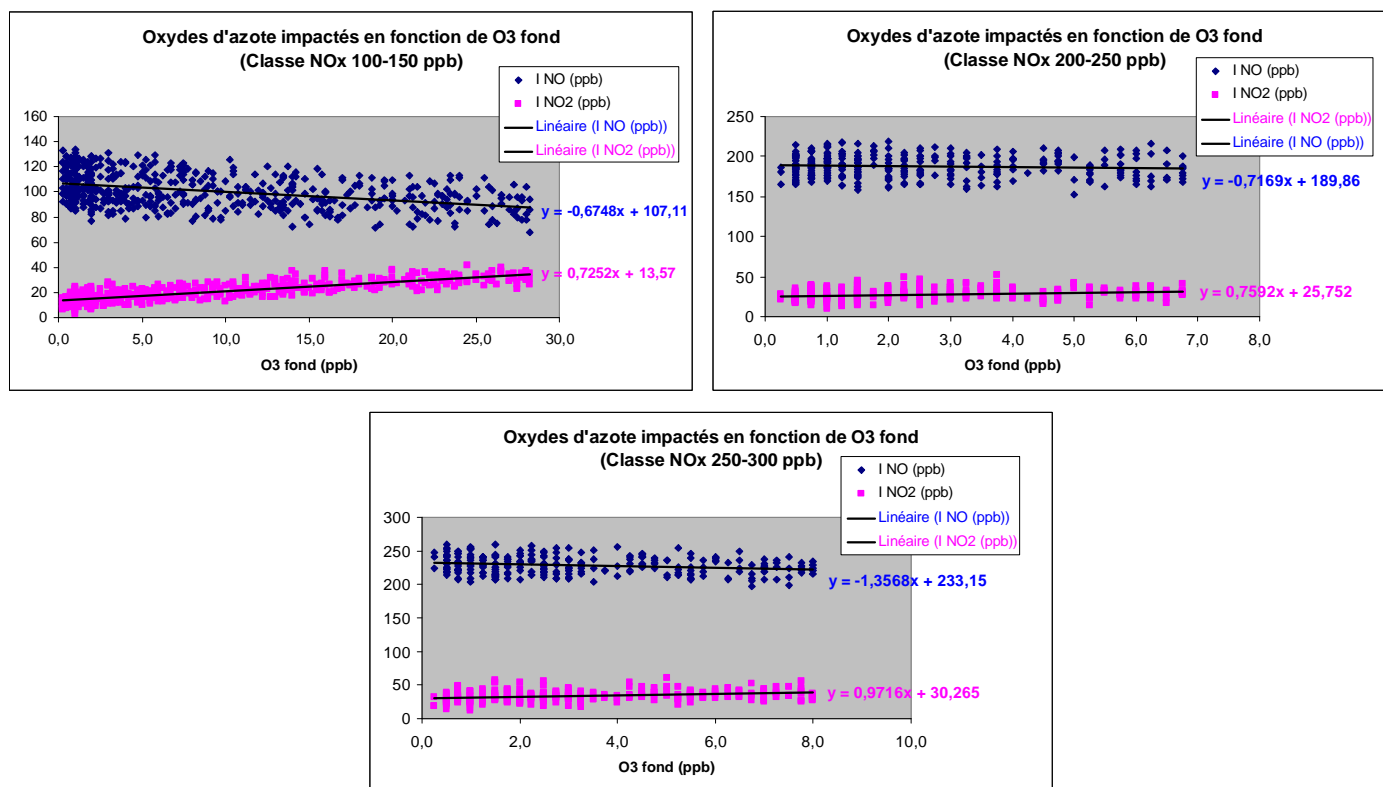 Oxydes d'azote impactés en fonction de O3 fond
(Classe NOx 100-150 ppb)
I NO (ppb)
I NO2 (ppb)
Linéaire (I NO (ppb))
Linéaire (I NO2 (ppb))
160
140
120
100
80
60
40
20
0
y = -0,6748x + 107,11
y = 0,7252x + 13,57
0,0 5,0 10,0 15,0 20,0 25,0 30,0
O3 fond (ppb)
Oxydes d'azote impactés en fonction de O3 fond
(Classe NOx 200-250 ppb)
I NO (ppb)
I NO2 (ppb)
Linéaire (I NO2 (ppb))
Linéaire (I NO (ppb))
250
200
150
100
50
0
y = -0,7169x + 189,86
y = 0,7592x + 25,752
0,0 1,0 2,0 3,0 4,0 5,0 6,0 7,0 8,0
O3 fond (ppb)
Oxydes d'azote impactés en fonction de O3 fond
(Classe NOx 250-300 ppb)
I NO (ppb)
I NO2 (ppb)
Linéaire (I NO (ppb))
Linéaire (I NO2 (ppb))
300
250
200
150
100
50
0
y = -1,3568x + 233,15
y = 0,9716x + 30,265
0,0 2,0 4,0 6,0 8,0 10,0
O3 fond (ppb)